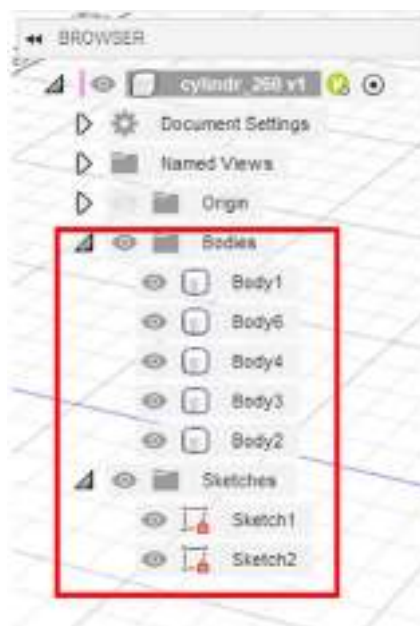 BROWSER
cylindr_260 v1
Document Settings
Named Views
Origin
Bodies
Body1
Body6
Body4
Body3
Body2
Sketches
Sketch1
Sketch2